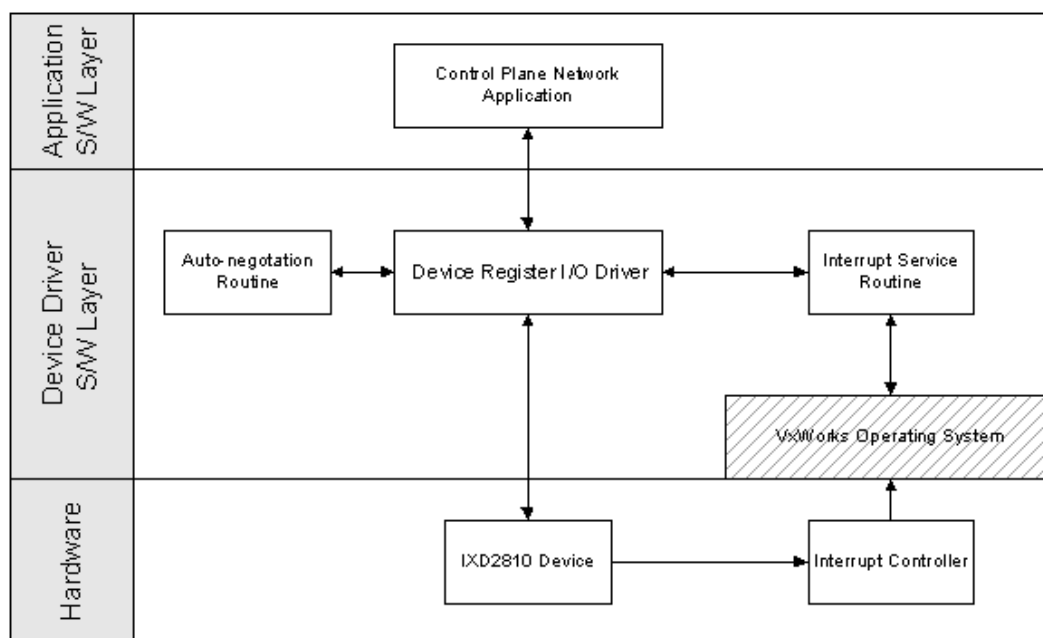 Application
S/W Layer
Control Plane Network
Application
Device Driver
S/W Layer
Auto-negotation
Routine
Device Register I/O Driver
Interrupt Service
Routine
VxWorks Operating System
Hardware
IXD2810 Device
Interrupt Controller